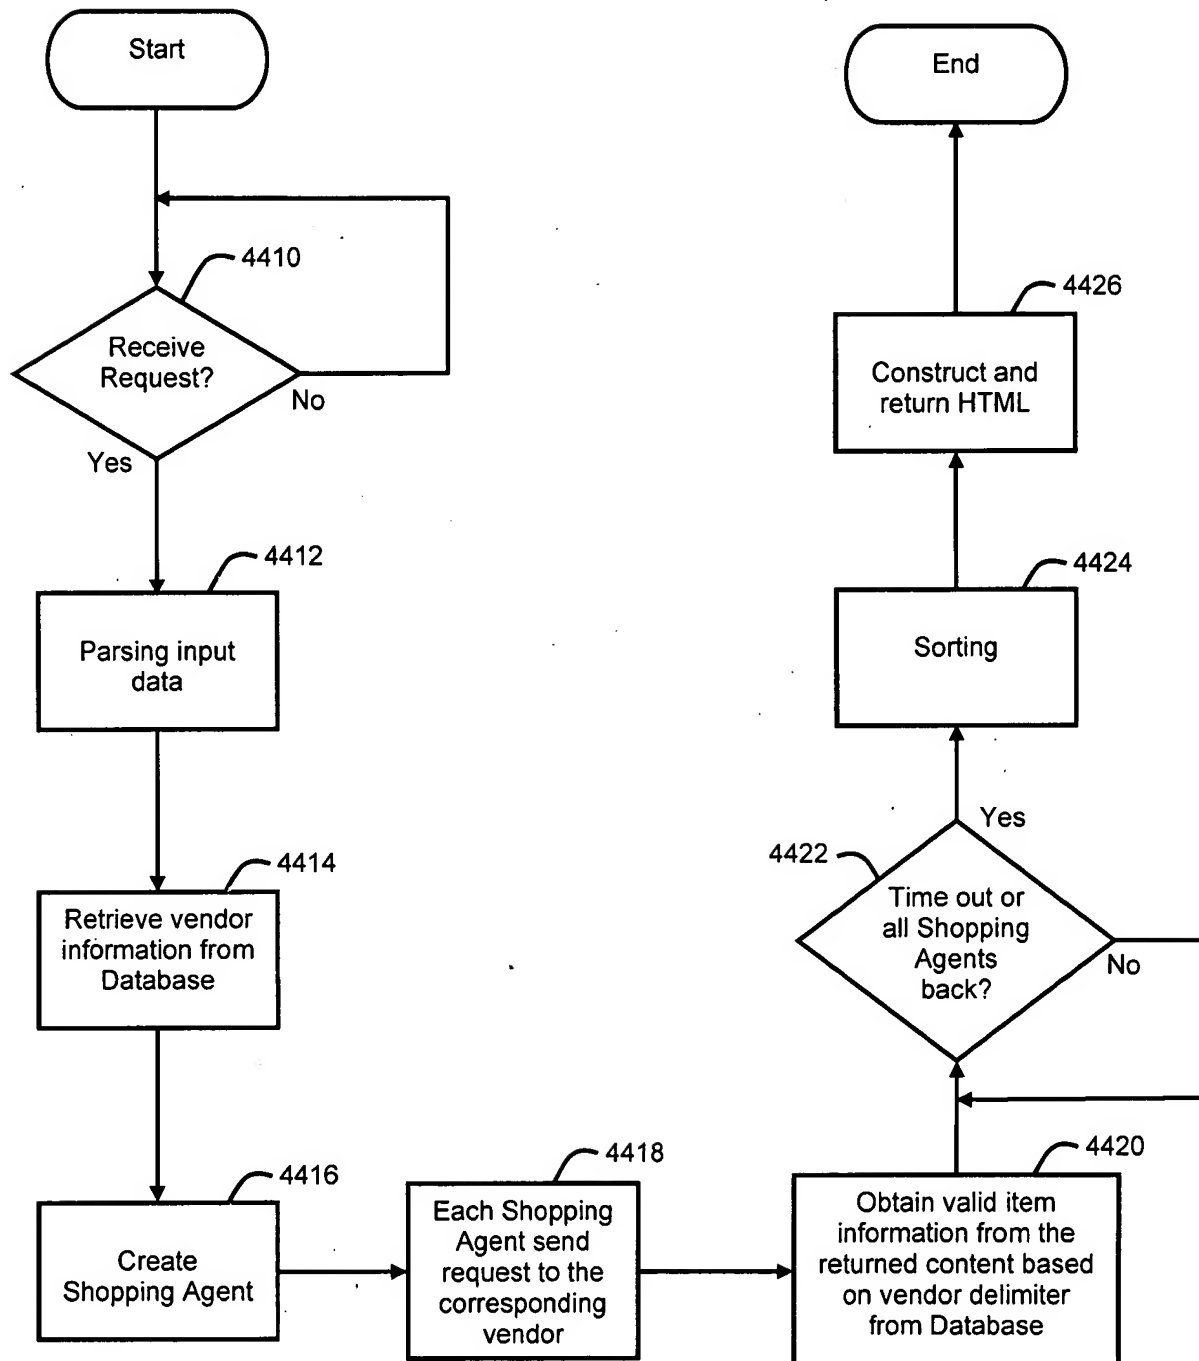 Start
4410
Receive
Request?
No
Yes
4412
Parsing input
data
4414
Retrieve vendor
information from
Database
4416
Create
Shopping Agent
4418
Each Shopping
Agent send
request to the
corresponding
vendor
4420
Obtain valid item
information from the
returned content based
on vendor delimiter
from Database
4422
Time out or
all Shopping
Agents
back?
No
Yes
4424
Sorting
4426
Construct and
return HTML
End